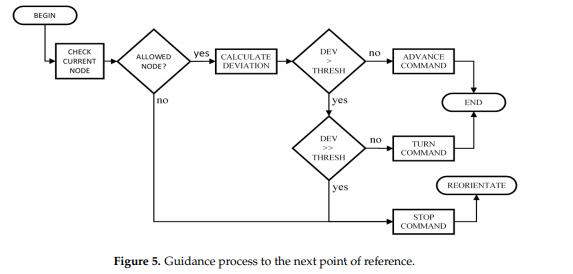 BEGIN
CHECK
CURRENT
NODE
ALLOWED
NODE?
yes
CALCULATE
DEVIATION
DEV
>
THRESH
no
ADVANCE
COMMAND
END
no
yes
DEV
>>
THRESH
no
TURN
COMMAND
yes
REORIENTATE
STOP
COMMAND
Figure 5. Guidance process to the next point of reference.